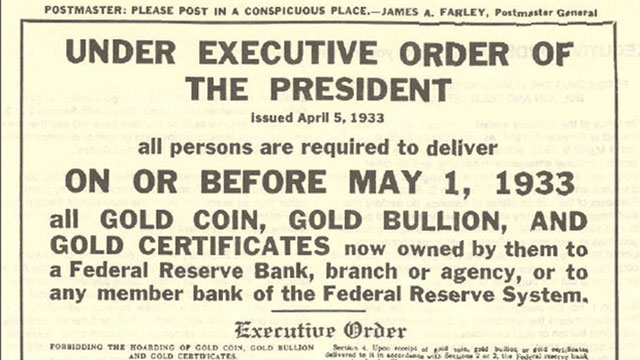 POSTMASTER: PLEASE POST IN A CONSPICUOUS PLACE.—JAMES A. FARLEY, Postmaster General
UNDER EXECUTIVE ORDER OF
THE PRESIDENT
issued April 5, 1933
all persons are required to deliver
ON OR BEFORE MAY 1, 1933
all GOLD COIN, GOLD BULLION, AND
GOLD CERTIFICATES now owned by them to
a Federal Reserve Bank, branch or agency, or to
any member bank of the Federal Reserve System.
Executive Order
FORBIDDING THE HOARDING OF GOLD COIN, GOLD BULLION
AND GOLD CERTIFICATES.
Section 4. Upon receipt of gold coin, gold bullion or gold certificates
delivered to it in accordance with Sections 2 or 3, the Federal reserve bank